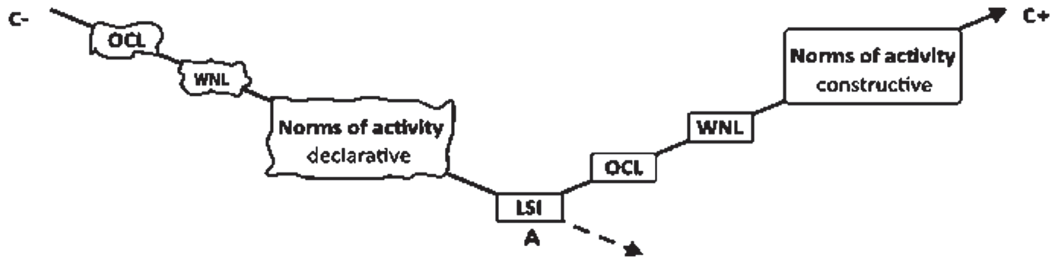 C-
C+
OCL
WNL
Norms of activity
declarative
LSI
A
OCL
WNL
Norms of activity
constructive